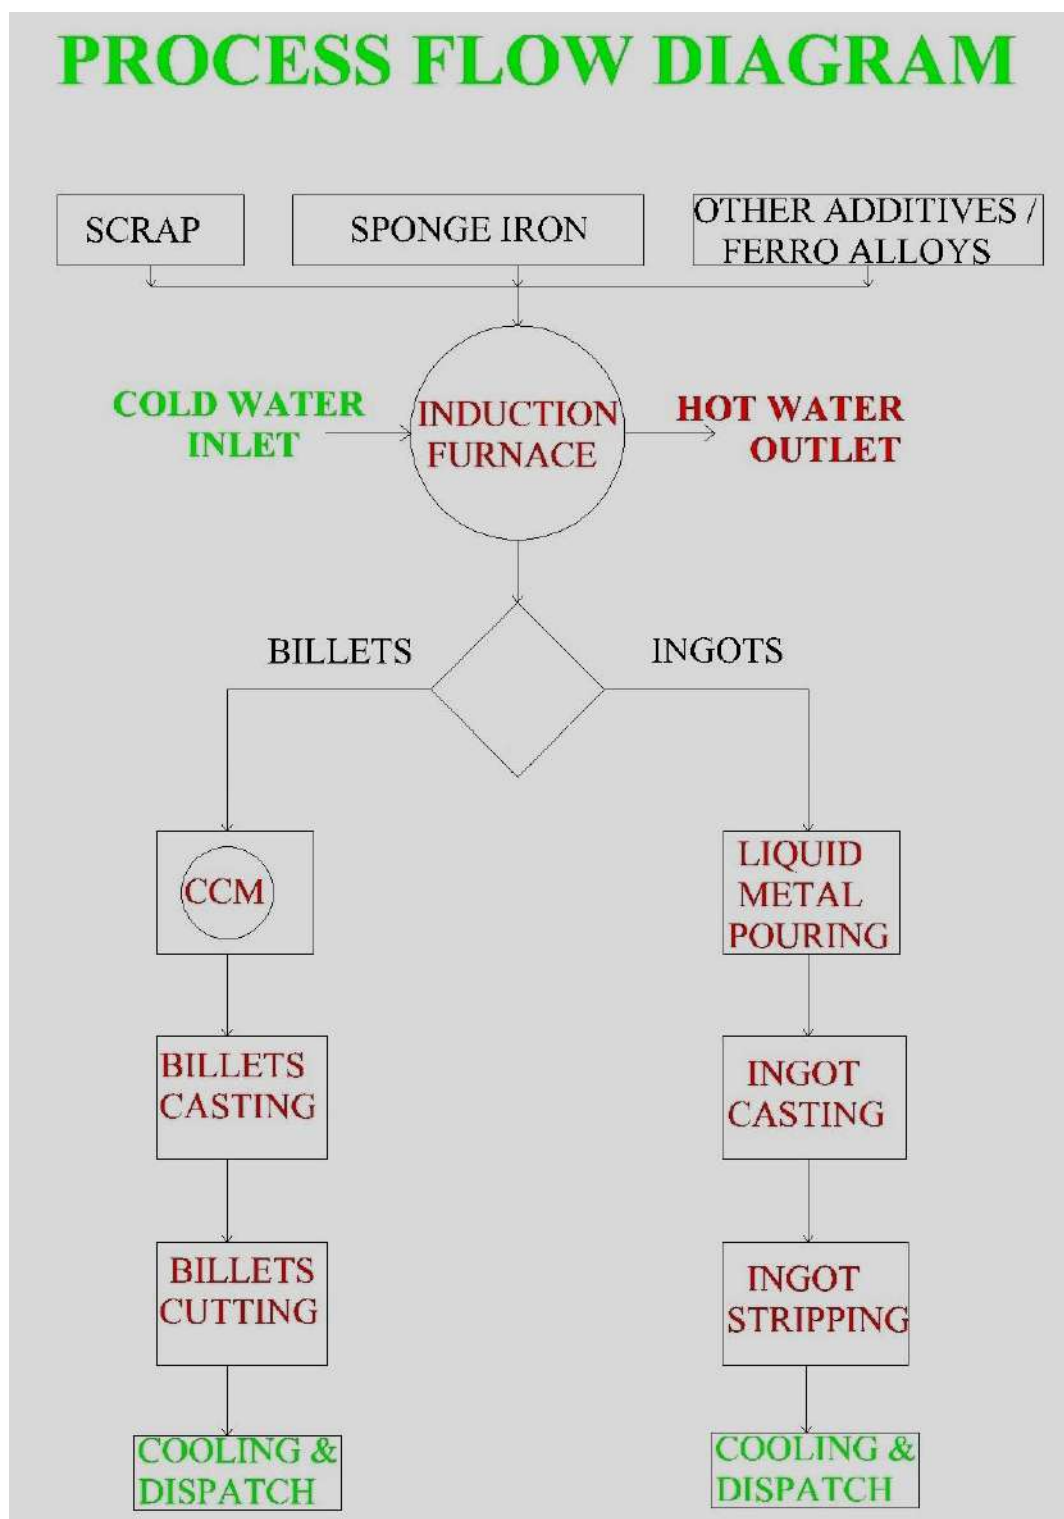 PROCESS FLOW DIAGRAM
SCRAP
SPONGE IRON
OTHER ADDITIVES /
FERRO ALLOYS
COLD WATER
INLET
INDUCTION
FURNACE
HOT WATER
OUTLET
BILLETS
INGOTS
CCM
LIQUID
METAL
POURING
BILLETS
CASTING
INGOT
CASTING
BILLETS
CUTTING
INGOT
STRIPPING
COOLING &
DISPATCH
COOLING &
DISPATCH